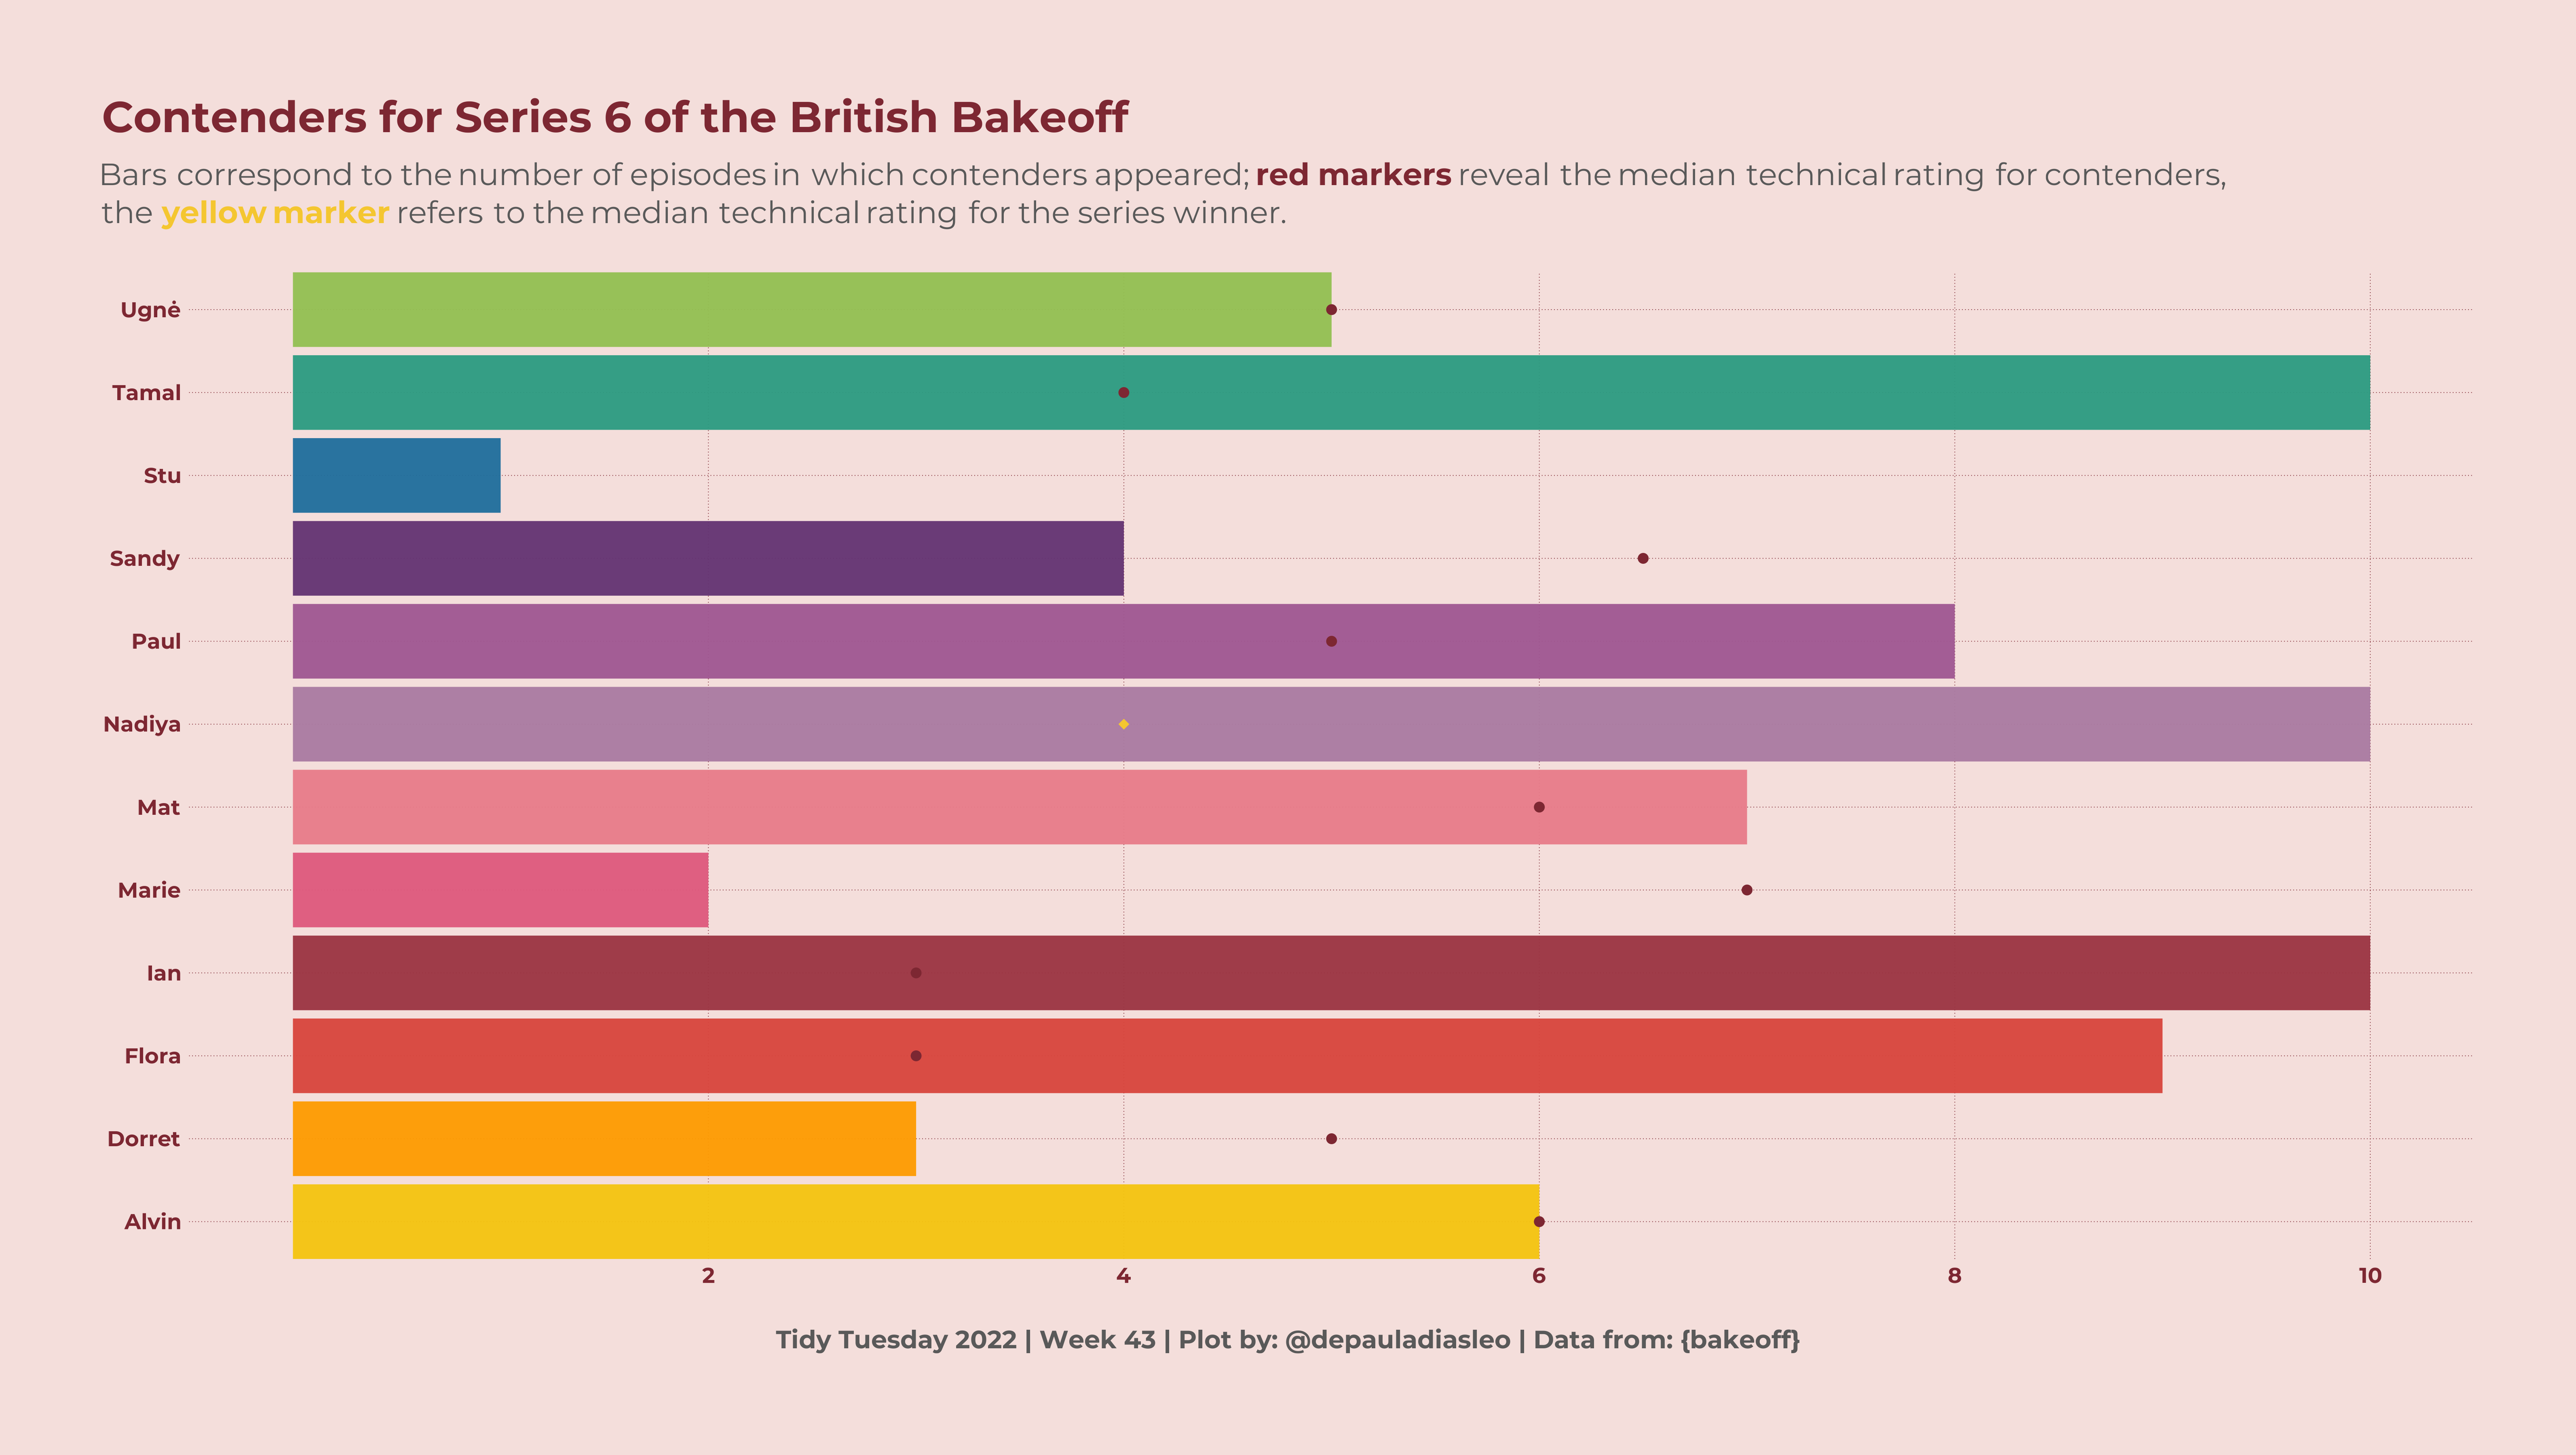 Contenders for Series 6 of the British Bakeoff
Bars correspond to the number of episodes in which contenders appeared; red markers reveal the median technical rating for contenders,
the yellow marker refers to the median technical rating for the series winner.
Ugnė
Tamal
Stu
Sandy
Paul
Nadiya
Mat
Marie
Ian
Flora
Dorret
Alvin
2 4 6 8 10
Tidy Tuesday 2022 | Week 43 | Plot by: @depauladiasleo | Data from: {bakeoff}